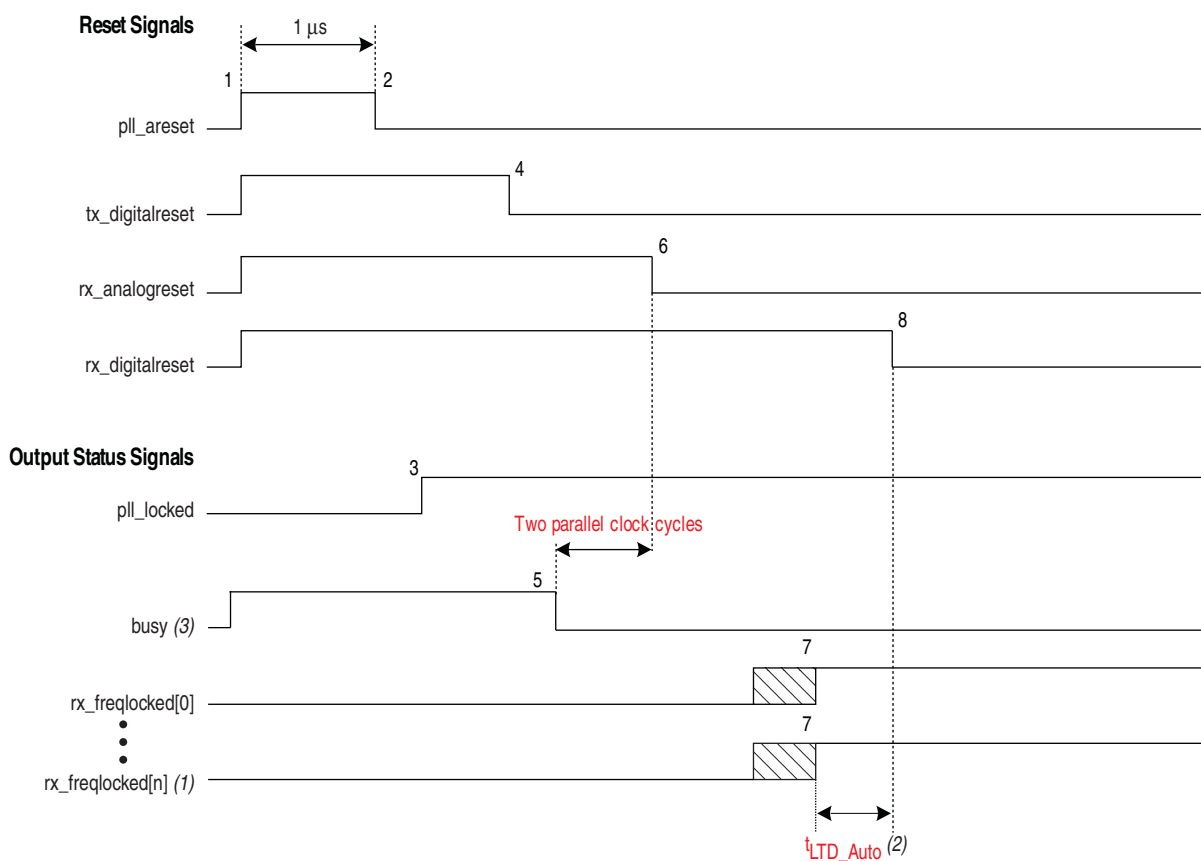 Reset Signals
1 μs
1
2
pll_areset
4
tx_digitalreset
6
rx_analogreset
8
rx_digitalreset
Output Status Signals
3
pll_locked
Two parallel clock cycles
5
busy (3)
7
rx_freqlocked[0]
7
rx_freqlocked[n] (1)
tLTD_Auto (2)